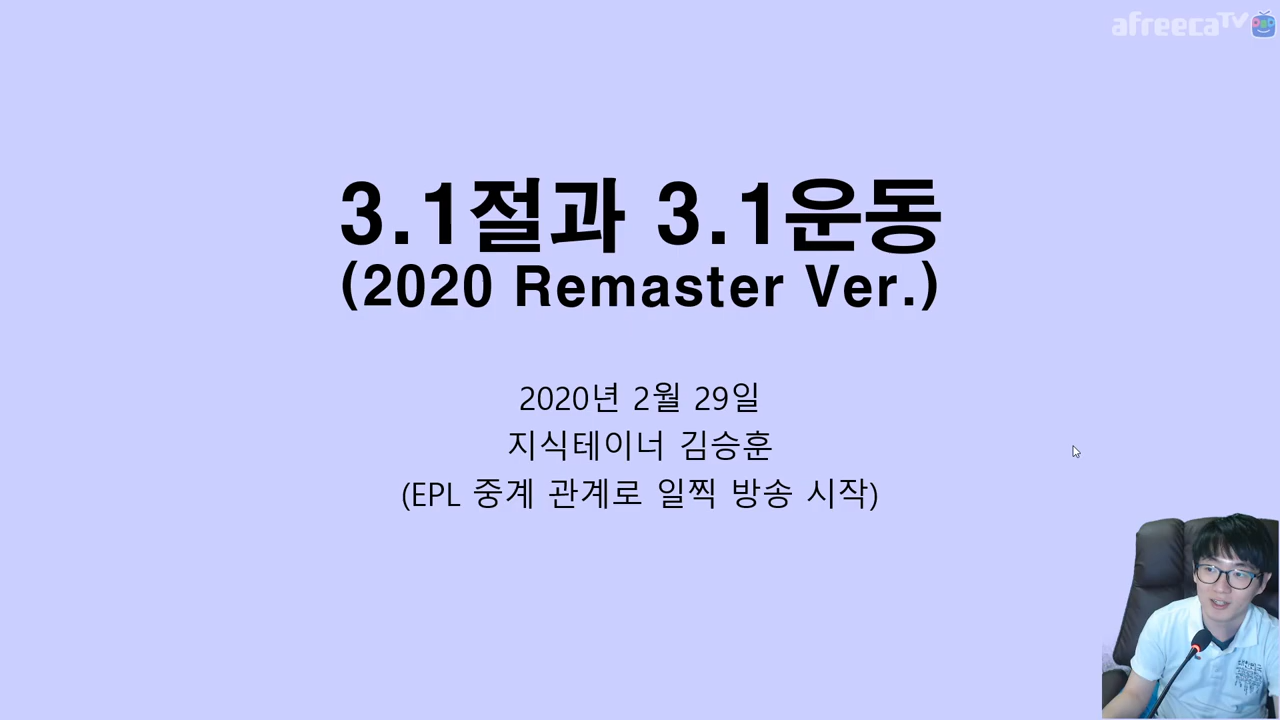 afreecaTV
3.1절과 3.1운동
(2020 Remaster Ver.)
2020년 2월 29일
지식테이너 김승훈
(EPL 중계 관계로 일찍 방송 시작)